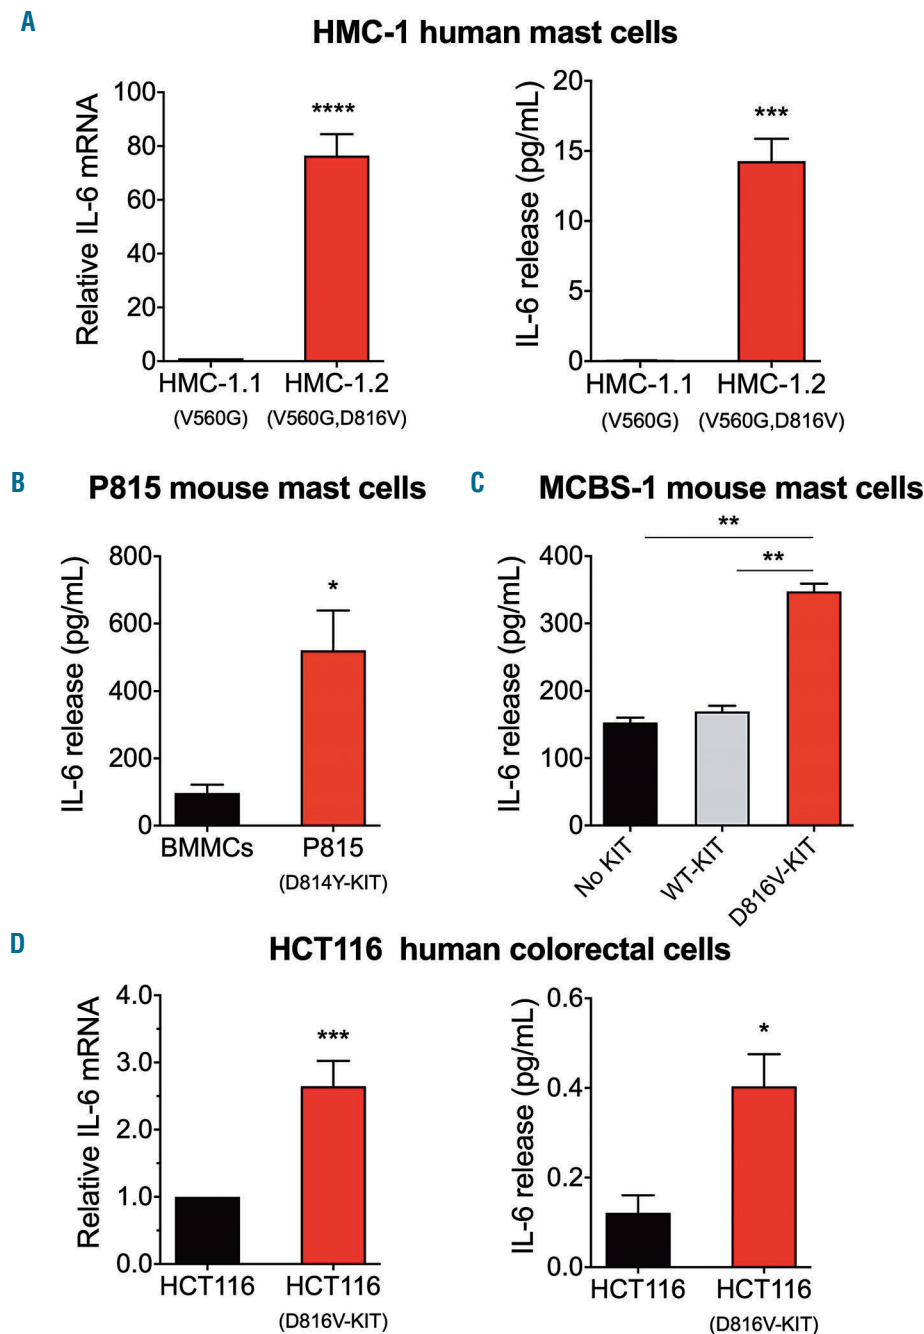 A
HMC-1 human mast cells
Relative IL-6 mRNA
100
80
60
40
20
0
****
HMC-1.1
(V560G)
HMC-1.2
(V560G,D816V)
IL-6 release (pg/mL)
20
15
10
5
0
***
HMC-1.1
(V560G)
HMC-1.2
(V560G,D816V)
B
P815 mouse mast cells
IL-6 release (pg/mL)
800
600
400
200
0
*
BMMCs
P815
(D814Y-KIT)
C
MCBS-1 mouse mast cells
IL-6 release (pg/mL)
400
300
200
100
0
**
**
No KIT
WT-KIT
D816V-KIT
D
HCT116 human colorectal cells
Relative IL-6 mRNA
4.0
3.0
2.0
1.0
0.0
***
HCT116
HCT116
(D816V-KIT)
IL-6 release (pg/mL)
0.6
0.4
0.2
0.0
*
HCT116
HCT116
(D816V-KIT)